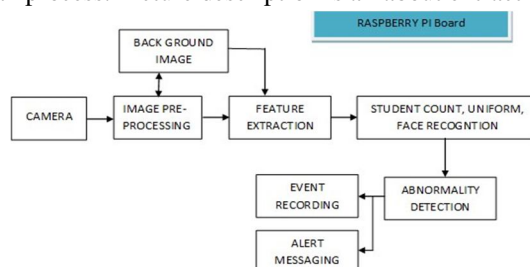 RASPBERRY PI Board
BACK GROUND
IMAGE
CAMERA
IMAGE PRE-
PROCESSING
FEATURE
EXTRACTION
STUDENT COUNT, UNIFORM,
FACE RECOGNTION
EVENT
RECORDING
ABNORMALITY
DETECTION
ALERT
MESSAGING